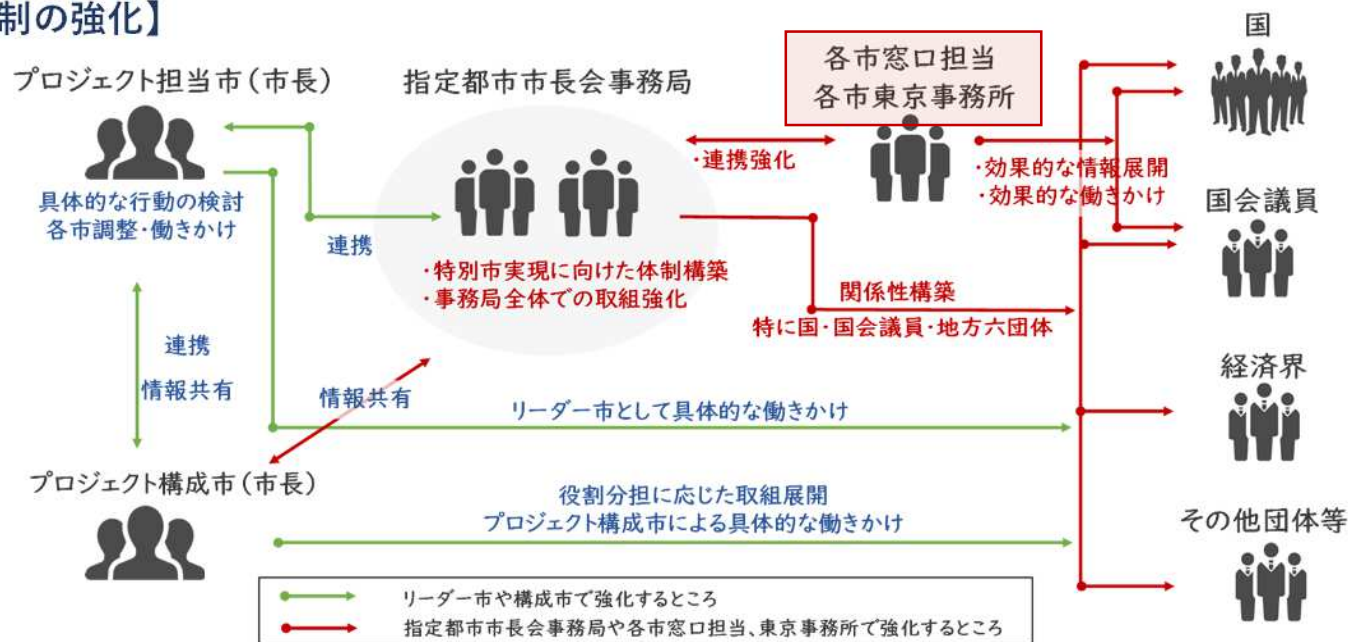 制の強化】
プロジェクト担当市(市長)
具体的な行動の検討
各市調整・働きかけ
連携
指定都市市長会事務局
・特別市実現に向けた体制構築
・事務局全体での取組強化
・連携強化
各市窓口担当
各市東京事務所
・効果的な情報展開
・効果的な働きかけ
関係性構築
特に国・国会議員・地方六団体
連携
情報共有
情報共有
リーダー市として具体的な働きかけ
プロジェクト構成市(市長)
役割分担に応じた取組展開
プロジェクト構成市による具体的な働きかけ
国
国会議員
経済界
その他団体等
リーダー市や構成市で強化するところ
指定都市市長会事務局や各市窓口担当、東京事務所で強化するところ